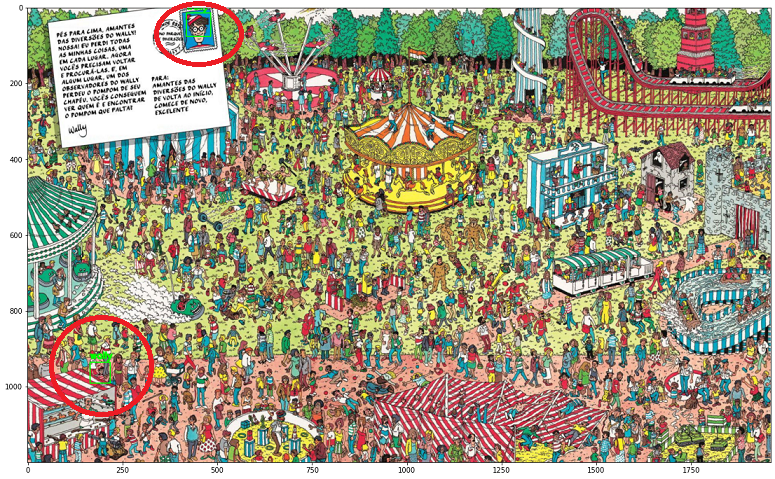 PÉS PARA LIMA, AMANTES
DAS DIVERSÕES DO WALLY!
NOSSA! EU PERDI TODAS
AS MINHAS COISAS, UMA
EM CADA LUGAR. AGORA
VOCÊS PRECISAM VOLTAR
E PROCURÁ-LAS. E, EM
ALGUM LUGAR, UM DOS
OBSERVADORES DO WALLY
PERDEU O POMPOM DE SEU
CHAPÉU. VOCÊS CONSEGUEM
VER QUEM É E ENCONTRAR
O POMPOM QUE FALTA?
Wally
PARA:
AMANTES DAS
DIVERSÕES DO WALLY
DE VOLTA AO INÍCIO,
COMECE DE NOVO,
EXCELENTE
0
200
400
600
800
1000
0
250
500
750
1000
1250
1500
1750